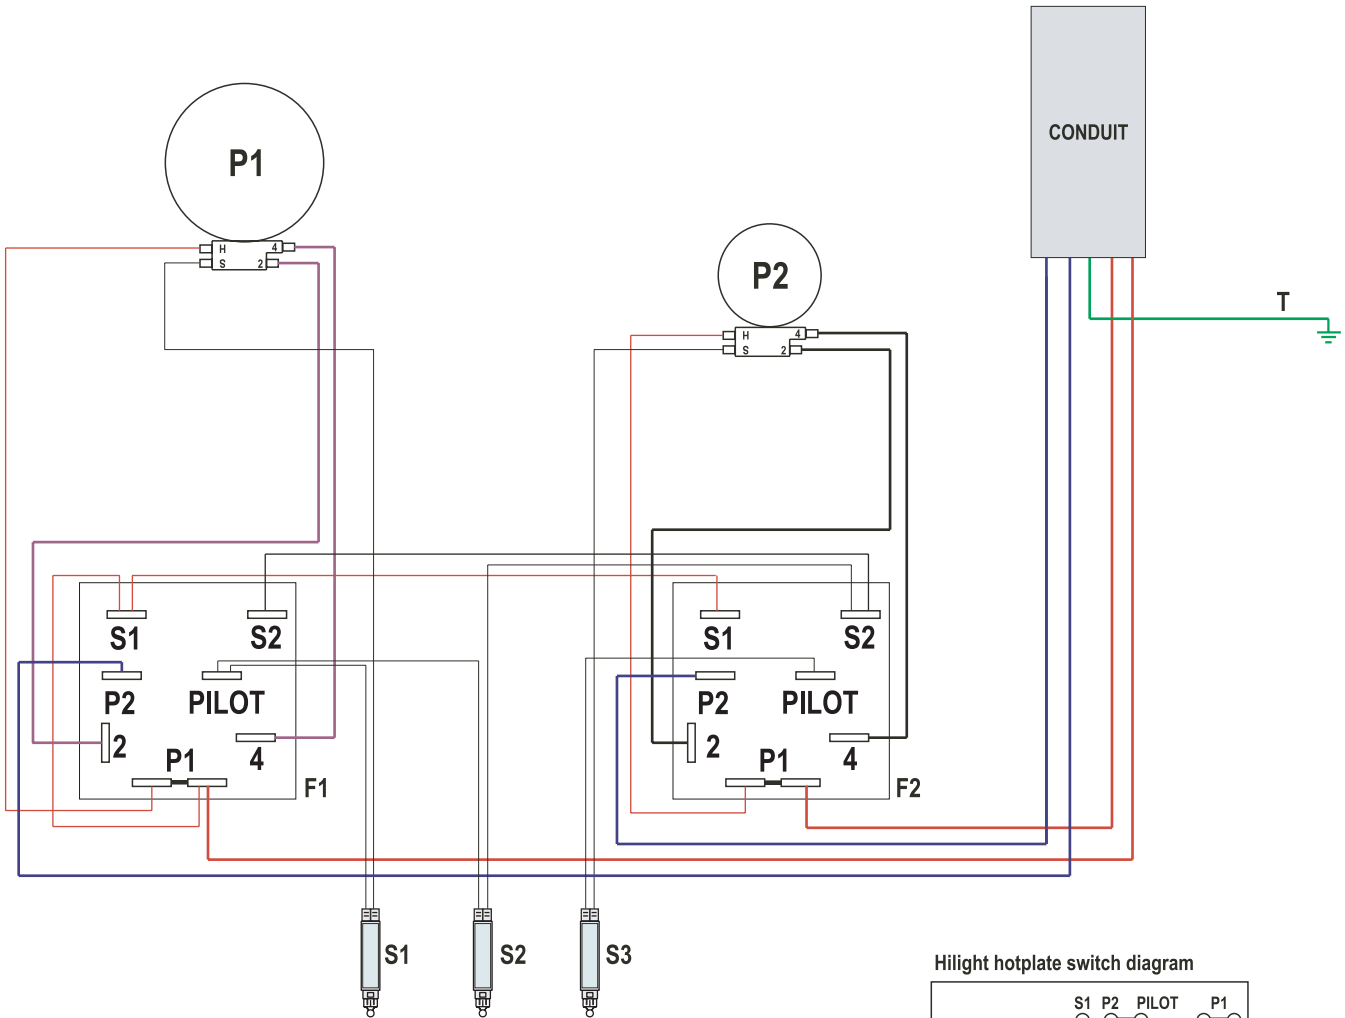 CONDUIT
P1
H 4
S 2
P2
H 4
S 2
T
S1 S2
P2 PILOT
2 P1 4
F1
S1 S2
P2 PILOT
2 P1 4
F2
S1
S2
S3
Hilight hotplate switch diagram
S1 P2 PILOT P1